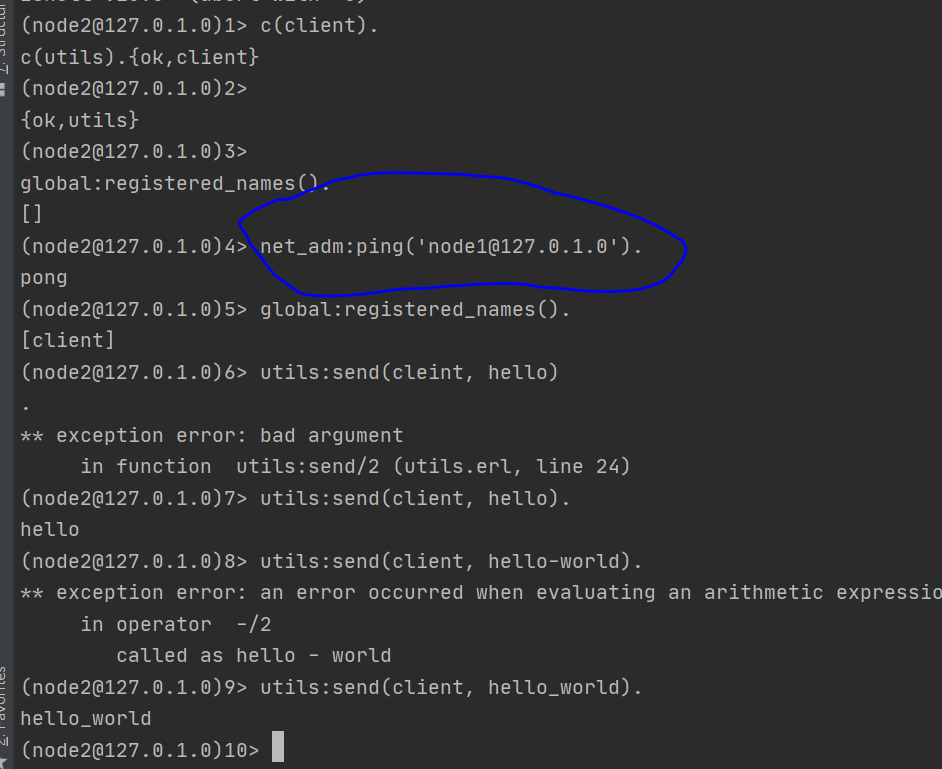 (node2@127.0.1.0)1> c(client).
c(utils).{ok,client}
(node2@127.0.1.0)2>
{ok,utils}
(node2@127.0.1.0)3>
global:registered_names().
[]
(node2@127.0.1.0)4> net_adm:ping('node1@127.0.1.0').
pong
(node2@127.0.1.0)5> global:registered_names().
[client]
(node2@127.0.1.0)6> utils:send(cleint, hello)
.
** exception error: bad argument
     in function  utils:send/2 (utils.erl, line 24)
(node2@127.0.1.0)7> utils:send(client, hello).
hello
(node2@127.0.1.0)8> utils:send(client, hello-world).
** exception error: an error occurred when evaluating an arithmetic expressio
     in operator  -/2
        called as hello - world
(node2@127.0.1.0)9> utils:send(client, hello_world).
hello_world
(node2@127.0.1.0)10>